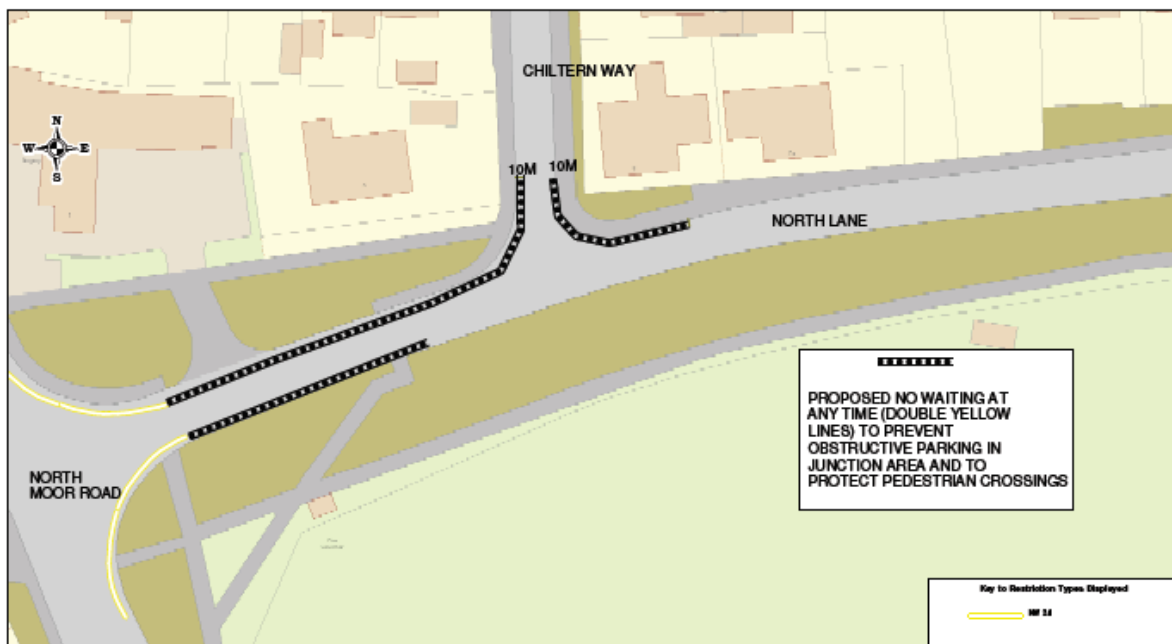 CHILTERN WAY
N
W E
S
10M 10M
NORTH LANE
PROPOSED NO WAITING AT
ANY TIME (DOUBLE YELLOW
LINES) TO PREVENT
OBSTRUCTIVE PARKING IN
JUNCTION AREA AND TO
PROTECT PEDESTRIAN CROSSINGS
NORTH
MOOR ROAD
Key to Restriction Types Displayed